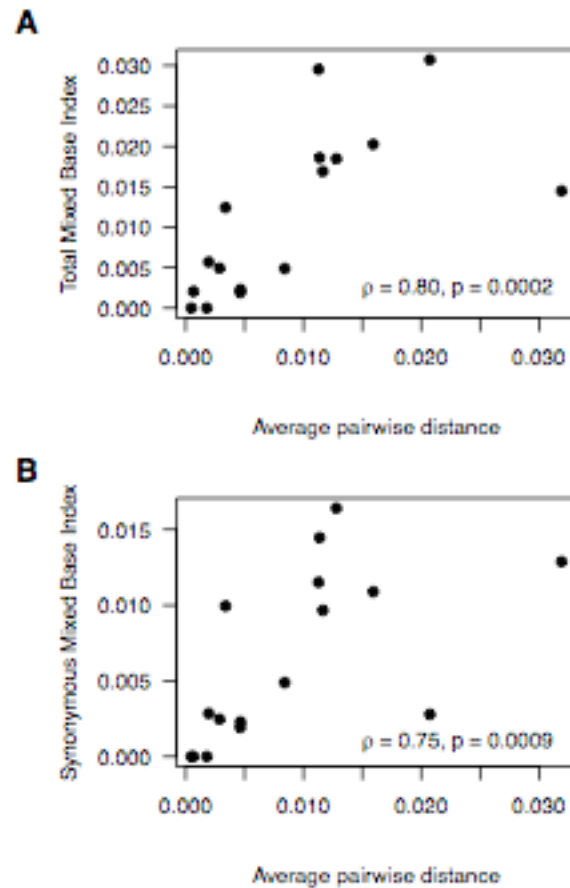 A
Total Mixed Base Index
0.030
0.025
0.020
0.015
0.010
0.005
0.000
ρ = 0.80, p = 0.0002
0.000 0.010 0.020 0.030
Average pairwise distance
B
Synonymous Mixed Base Index
0.015
0.010
0.005
0.000
ρ = 0.75, p = 0.0009
0.000 0.010 0.020 0.030
Average pairwise distance